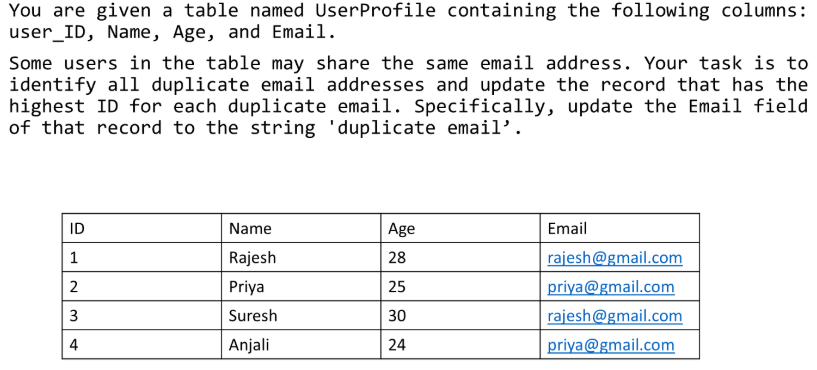 You are given a table named UserProfile containing the following columns:
user_ID, Name, Age, and Email.
Some users in the table may share the same email address. Your task is to
identify all duplicate email addresses and update the record that has the
highest ID for each duplicate email. Specifically, update the Email field
of that record to the string 'duplicate email’.
ID Name Age Email
1 Rajesh 28 rajesh@gmail.com
2 Priya 25 priya@gmail.com
3 Suresh 30 rajesh@gmail.com
4 Anjali 24 priya@gmail.com